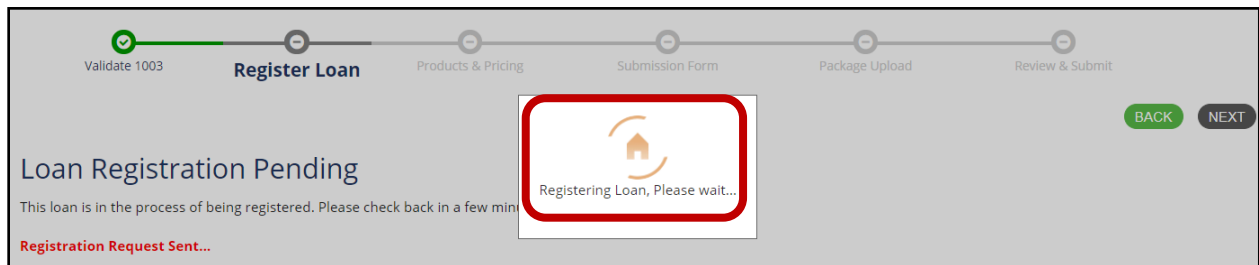 Validate 1003
Register Loan
Products & Pricing
Submission Form
Package Upload
Review & Submit
BACK
NEXT
Loan Registration Pending
Registering Loan, Please wait...
This loan is in the process of being registered. Please check back in a few
Registration Request Sent...